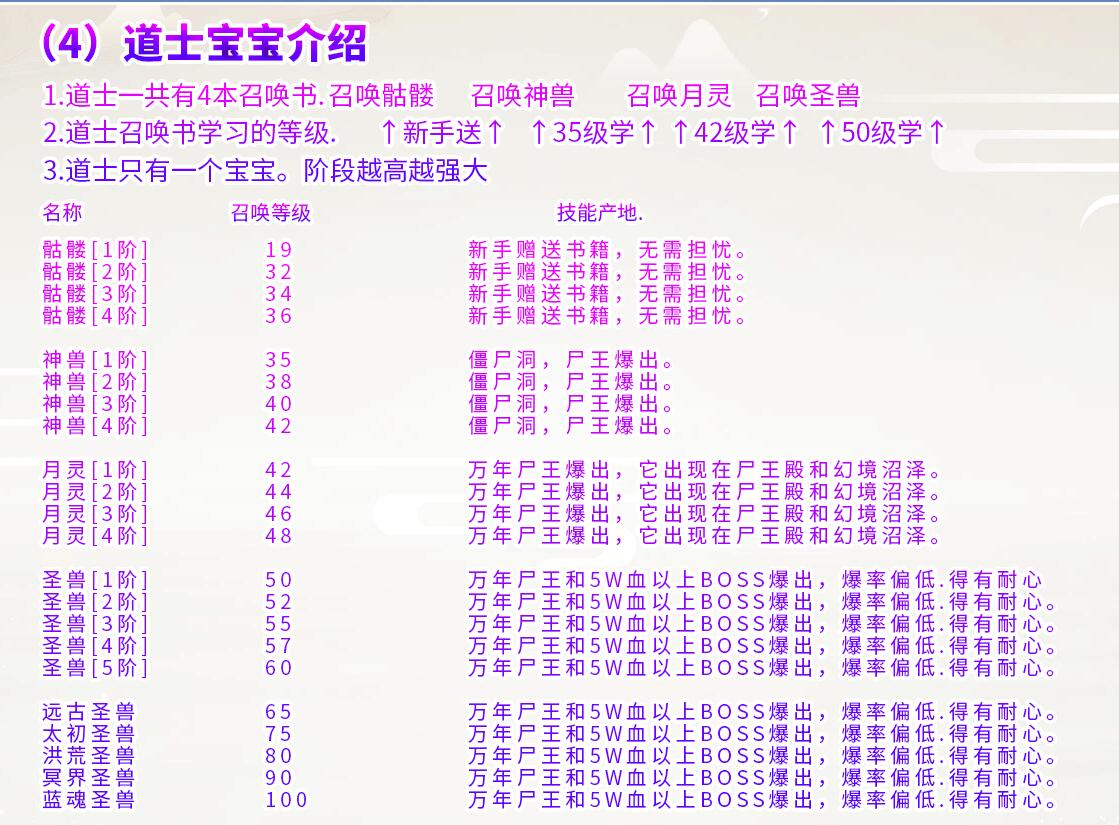 （4）道士宝宝介绍
1.道士一共有4本召唤书.召唤骷髅 召唤神兽 召唤月灵 召唤圣兽
2.道士召唤书学习的等级. ↑新手送↑ ↑35级学↑ ↑42级学↑ ↑50级学↑
3.道士只有一个宝宝。阶段越高越强大
名称 召唤等级 技能产地.
骷髅[1阶] 19 新手赠送书籍，无需担忧。
骷髅[2阶] 32 新手赠送书籍，无需担忧。
骷髅[3阶] 34 新手赠送书籍，无需担忧。
骷髅[4阶] 36 新手赠送书籍，无需担忧。
神兽[1阶] 35 僵尸洞，尸王爆出。
神兽[2阶] 38 僵尸洞，尸王爆出。
神兽[3阶] 40 僵尸洞，尸王爆出。
神兽[4阶] 42 僵尸洞，尸王爆出。
月灵[1阶] 42 万年尸王爆出，它出现在尸王殿和幻境沼泽。
月灵[2阶] 44 万年尸王爆出，它出现在尸王殿和幻境沼泽。
月灵[3阶] 46 万年尸王爆出，它出现在尸王殿和幻境沼泽。
月灵[4阶] 48 万年尸王爆出，它出现在尸王殿和幻境沼泽。
圣兽[1阶] 50 万年尸王和5W血以上BOSS爆出，爆率偏低.得有耐心
圣兽[2阶] 52 万年尸王和5W血以上BOSS爆出，爆率偏低.得有耐心。
圣兽[3阶] 55 万年尸王和5W血以上BOSS爆出，爆率偏低.得有耐心。
圣兽[4阶] 57 万年尸王和5W血以上BOSS爆出，爆率偏低.得有耐心。
圣兽[5阶] 60 万年尸王和5W血以上BOSS爆出，爆率偏低.得有耐心。
远古圣兽 65 万年尸王和5W血以上BOSS爆出，爆率偏低.得有耐心。
太初圣兽 75 万年尸王和5W血以上BOSS爆出，爆率偏低.得有耐心。
洪荒圣兽 80 万年尸王和5W血以上BOSS爆出，爆率偏低.得有耐心。
冥界圣兽 90 万年尸王和5W血以上BOSS爆出，爆率偏低.得有耐心。
蓝魂圣兽 100 万年尸王和5W血以上BOSS爆出，爆率偏低.得有耐心。